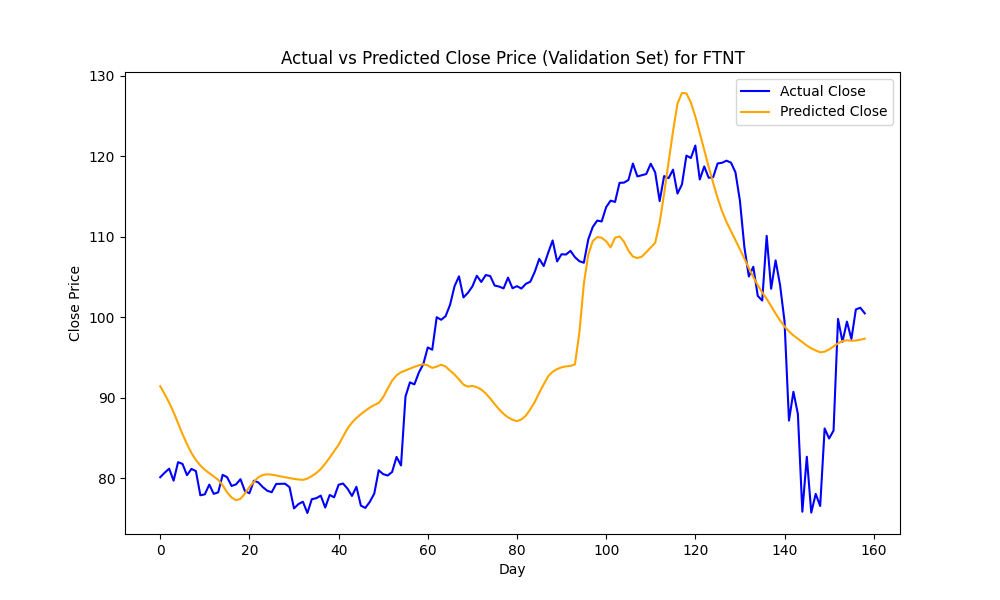 Actual vs Predicted Close Price (Validation Set) for FTNT
Actual Close
Predicted Close
Close Price
130
120
110
100
90
80
0 20 40 60 80 100 120 140 160
Day